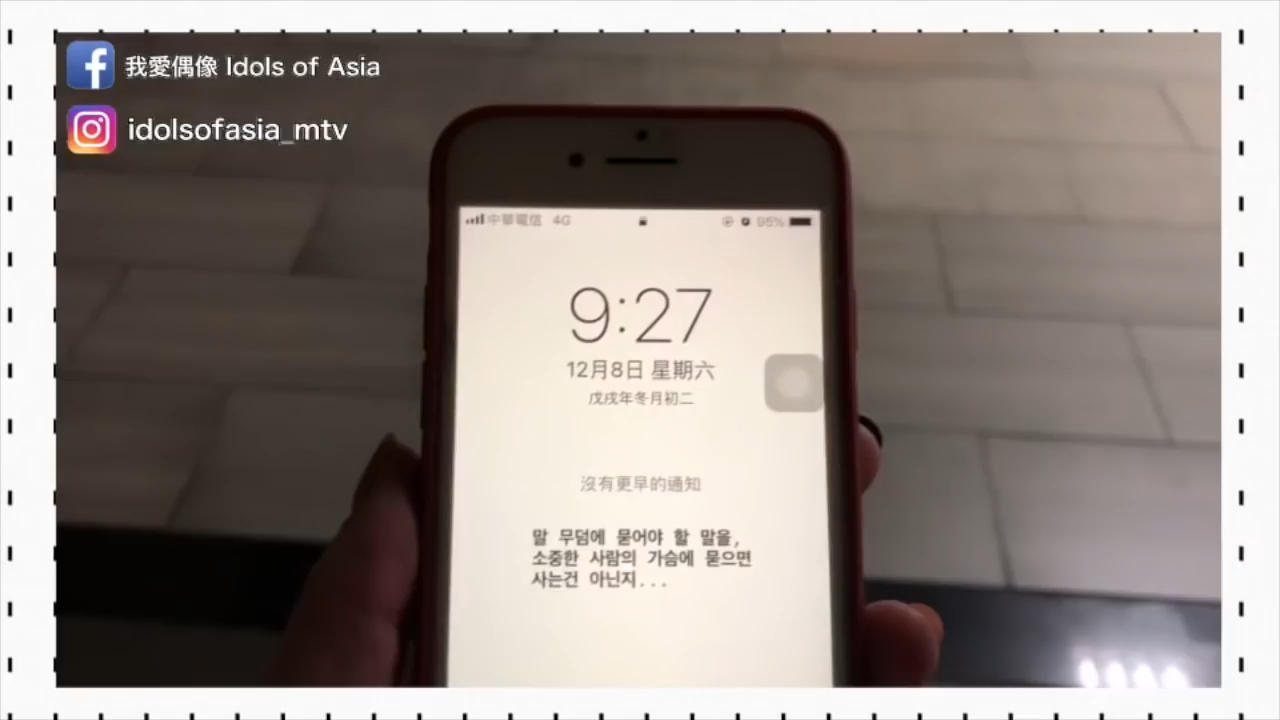 我愛偶像 Idols of Asia
idolsofasia_mtv
中華電信 4G 95%
9:27
12月8日 星期六
戊戌年冬月初二
沒有更早的通知
말 무덤에 묻어야 할 말을,
소중한 사람의 가슴에 묻으면
사는건 아닌지...